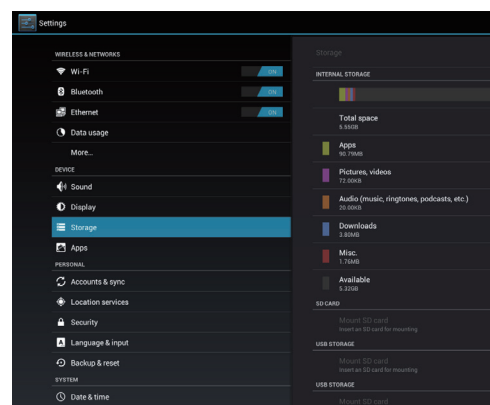 Settings
WIRELESS & NETWORKS
Wi-Fi ON
Bluetooth ON
Ethernet ON
Data usage
More...
DEVICE
Sound
Display
Storage
Apps
PERSONAL
Accounts & sync
Location services
Security
Language & input
Backup & reset
SYSTEM
Date & time
Storage
INTERNAL STORAGE
Total space
5.55GB
Apps
90.79MB
Pictures, videos
72.00KB
Audio (music, ringtones, podcasts, etc.)
20.00KB
Downloads
3.80MB
Misc.
1.76MB
Available
5.32GB
SD CARD
Mount SD card
Insert an SD card for mounting
USB STORAGE
Mount SD card
Insert an SD card for mounting
USB STORAGE
Mount SD card